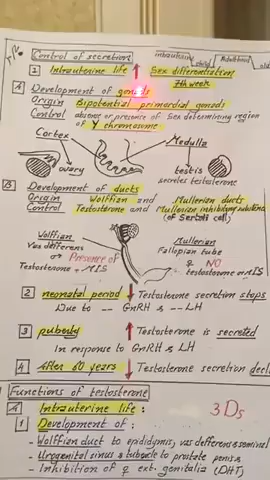 Control of secretion
Intrauterine
Adulthood
1 Intrauterine life ↑ Sex differentiation
7th week
A Development of gonads
Origin Bipotential primordial gonads
Control absence or presence of Sex determining region
of Y chromosome
Cortex Medulla
ovary testis
secretes testosterone
B Development of ducts
Origin Wolffian and Mullerian ducts
Control Testosterone and Mullerian inhibiting substance
(of Sertoli cell)
Wolffian Mullerian
Vas deferens Fallopian tube
♂ Presence of ♀ NO
Testosterone + MIS testosterone or MIS
2 neonatal period ↓ Testosterone secretion stops
Due to -- GnRH & -- LH
3 puberty ↑ Testosterone is secreted
In response to GnRH & LH
4 After 50 years ↓ Testosterone secretion decl
Functions of testosterone
A Intrauterine life : 3 Ds
1 Development of :
- Wolffian duct to epididymis, vas deferens & seminal
- Urogenital sinus & tubercle to prostate penis &
- Inhibition of ♀ ext. genitalia (DHT)